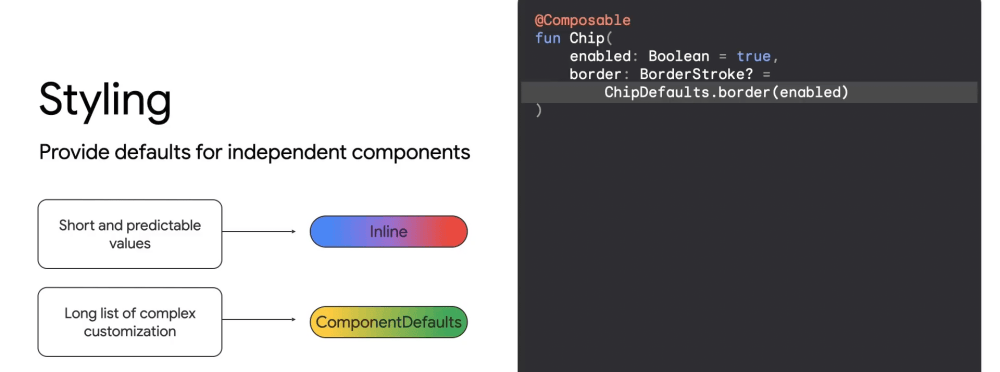 Styling
Provide defaults for independent components
Short and predictable
values
Inline
Long list of complex
customization
ComponentDefaults
@Composable
fun Chip(
    enabled: Boolean = true,
    border: BorderStroke? =
        ChipDefaults.border(enabled)
)